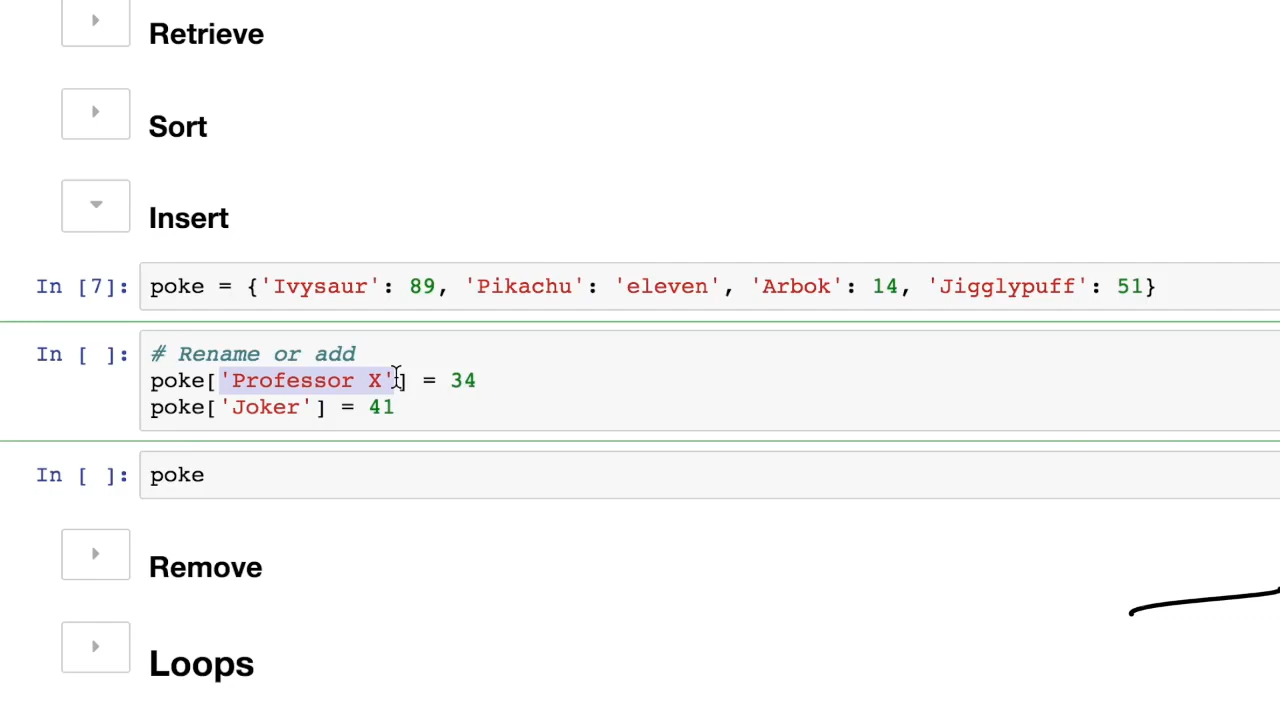 Retrieve
Sort
Insert
In [7]: poke = {'Ivysaur': 89, 'Pikachu': 'eleven', 'Arbok': 14, 'Jigglypuff': 51}
In [ ]: # Rename or add
poke['Professor X'] = 34
poke['Joker'] = 41
In [ ]: poke
Remove
Loops